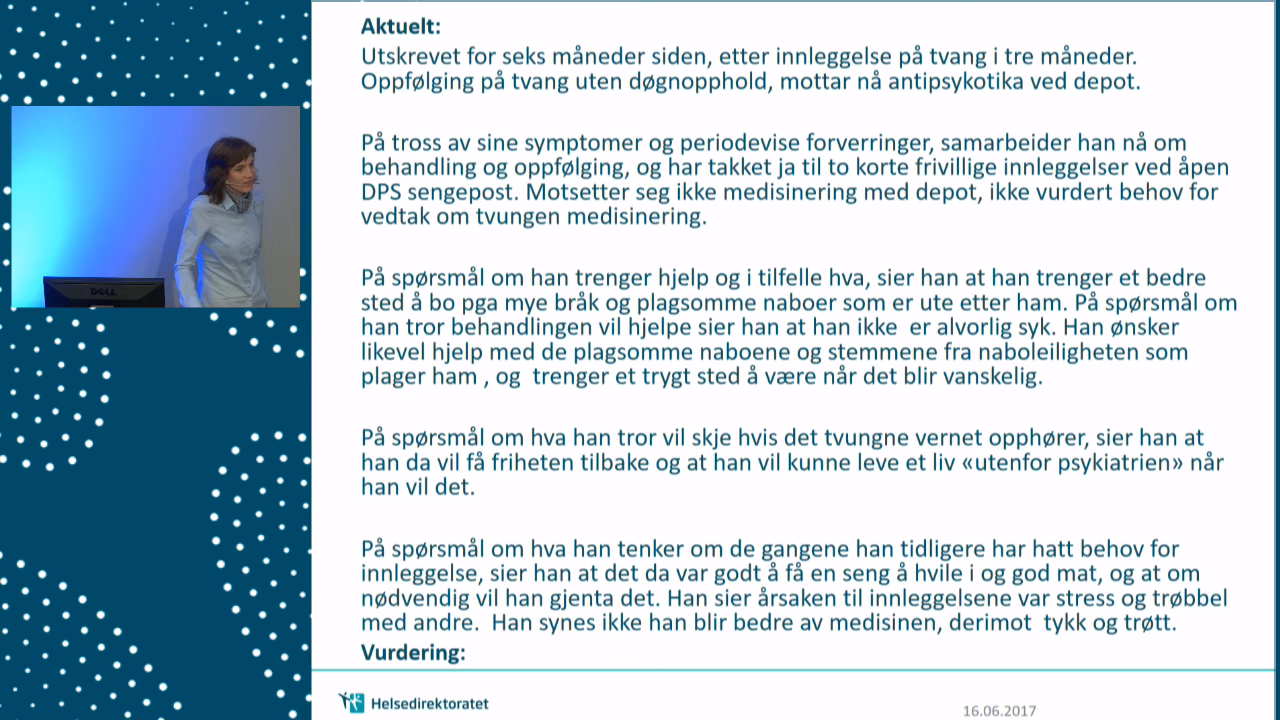 Aktuelt:
Utskrevet for seks måneder siden, etter innleggelse på tvang i tre måneder.
Oppfølging på tvang uten døgnopphold, mottar nå antipsykotika ved depot.
På tross av sine symptomer og periodevise forverringer, samarbeider han nå om
behandling og oppfølging, og har takket ja til to korte frivillige innleggelser ved åpen
DPS sengepost. Motsetter seg ikke medisinering med depot, ikke vurdert behov for
vedtak om tvungen medisinering.
På spørsmål om han trenger hjelp og i tilfelle hva, sier han at han trenger et bedre
sted å bo pga mye bråk og plagsomme naboer som er ute etter ham. På spørsmål om
han tror behandlingen vil hjelpe sier han at han ikke  er alvorlig syk. Han ønsker
likevel hjelp med de plagsomme naboene og stemmene fra naboleiligheten som
plager ham , og  trenger et trygt sted å være når det blir vanskelig.
På spørsmål om hva han tror vil skje hvis det tvungne vernet opphører, sier han at
han da vil få friheten tilbake og at han vil kunne leve et liv «utenfor psykiatrien» når
han vil det.
På spørsmål om hva han tenker om de gangene han tidligere har hatt behov for
innleggelse, sier han at det da var godt å få en seng å hvile i og god mat, og at om
nødvendig vil han gjenta det. Han sier årsaken til innleggelsene var stress og trøbbel
med andre.  Han synes ikke han blir bedre av medisinen, derimot  tykk og trøtt.
Vurdering:
Helsedirektoratet
16.06.2017
DELL